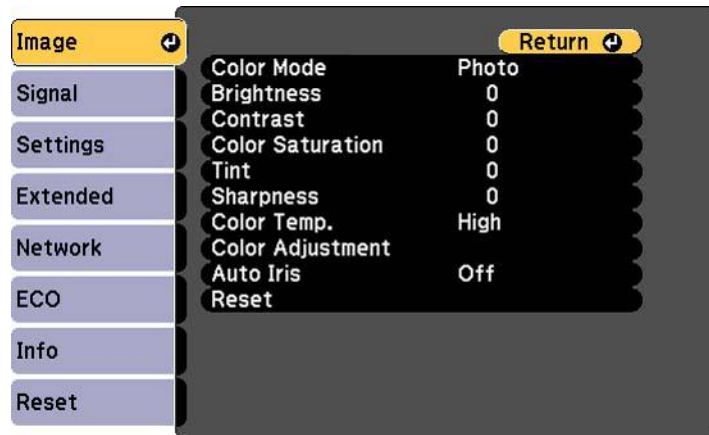 Image
Signal
Settings
Extended
Network
ECO
Info
Reset
Return
Color Mode Photo
Brightness 0
Contrast 0
Color Saturation 0
Tint 0
Sharpness 0
Color Temp. High
Color Adjustment
Auto Iris Off
Reset